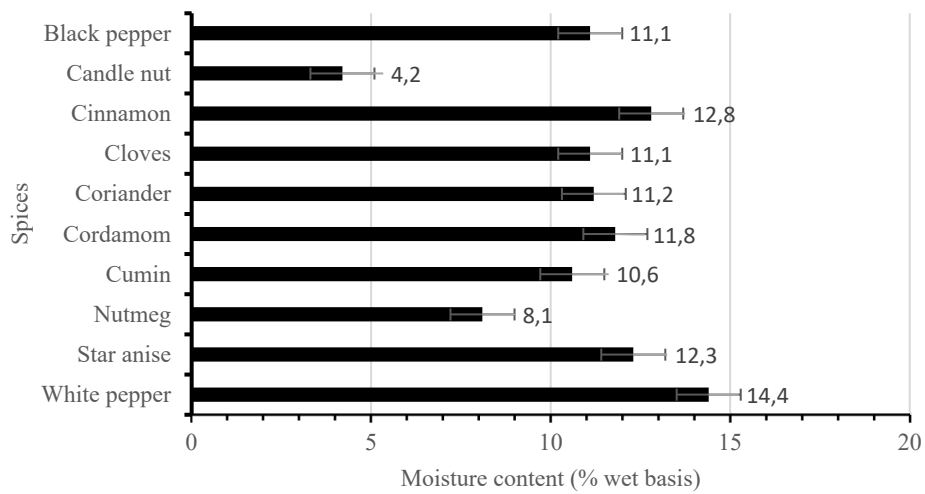 Spices
Black pepper 11,1
Candle nut 4,2
Cinnamon 12,8
Cloves 11,1
Coriander 11,2
Cordamom 11,8
Cumin 10,6
Nutmeg 8,1
Star anise 12,3
White pepper 14,4
0 5 10 15 20
Moisture content (% wet basis)